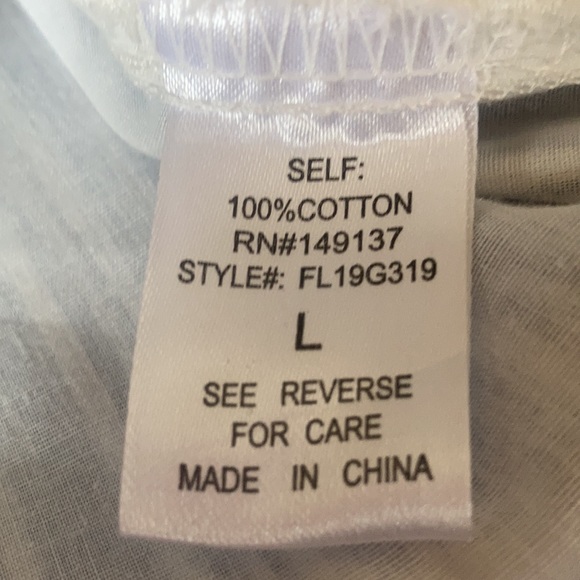 SELF:
100%COTTON
RN#149137
STYLE#: FL19G319
L
SEE REVERSE
FOR CARE
MADE IN CHINA